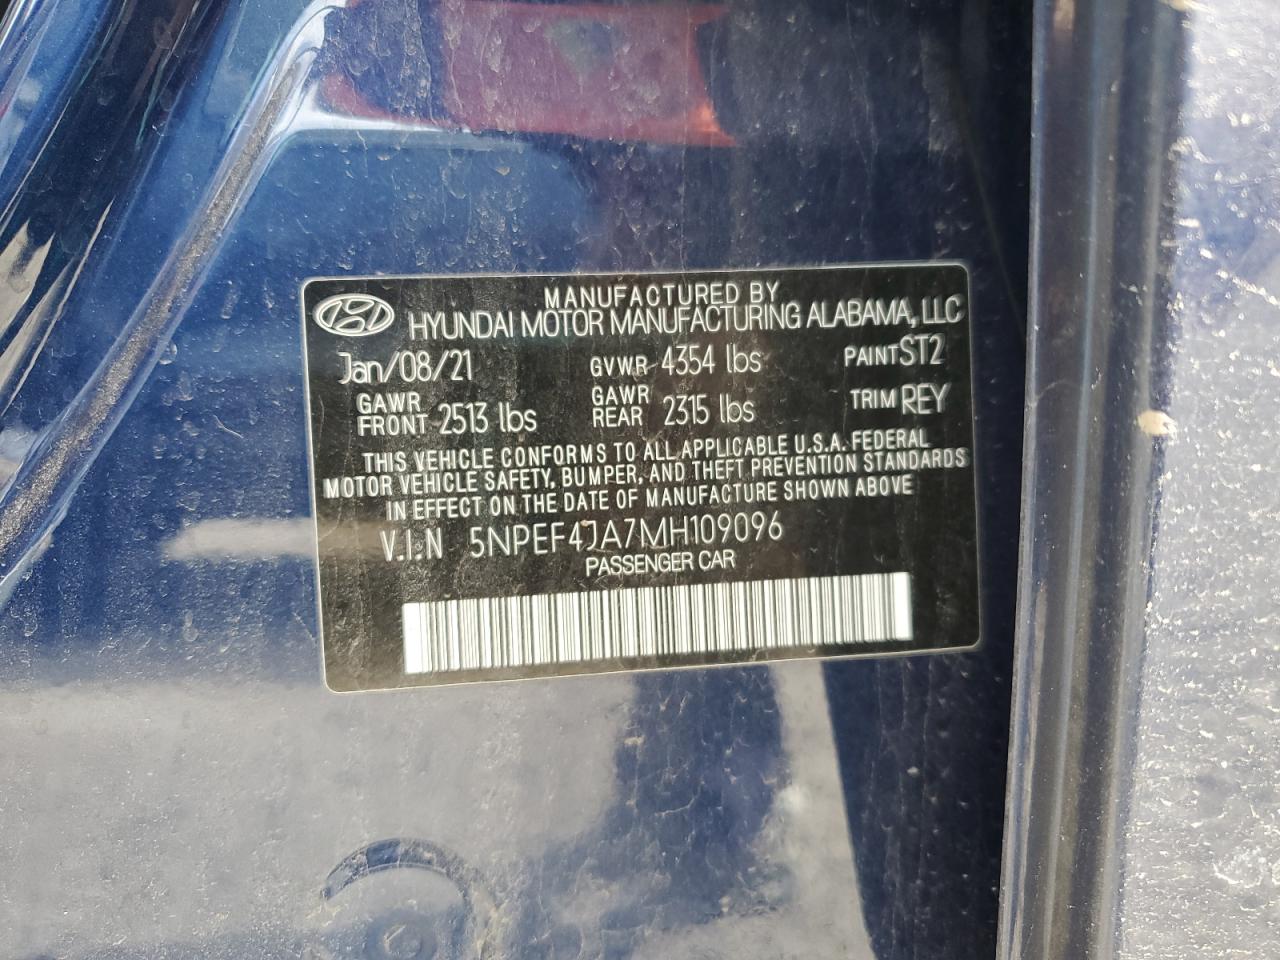 MANUFACTURED BY
HYUNDAI MOTOR MANUFACTURING ALABAMA, LLC
Jan/08/21 GVWR 4354 lbs PAINT ST2
GAWR FRONT 2513 lbs GAWR REAR 2315 lbs TRIM REY
THIS VEHICLE CONFORMS TO ALL APPLICABLE U.S.A. FEDERAL
MOTOR VEHICLE SAFETY, BUMPER, AND THEFT PREVENTION STANDARDS
IN EFFECT ON THE DATE OF MANUFACTURE SHOWN ABOVE
V.I.N 5NPEF4JA7MH109096
PASSENGER CAR